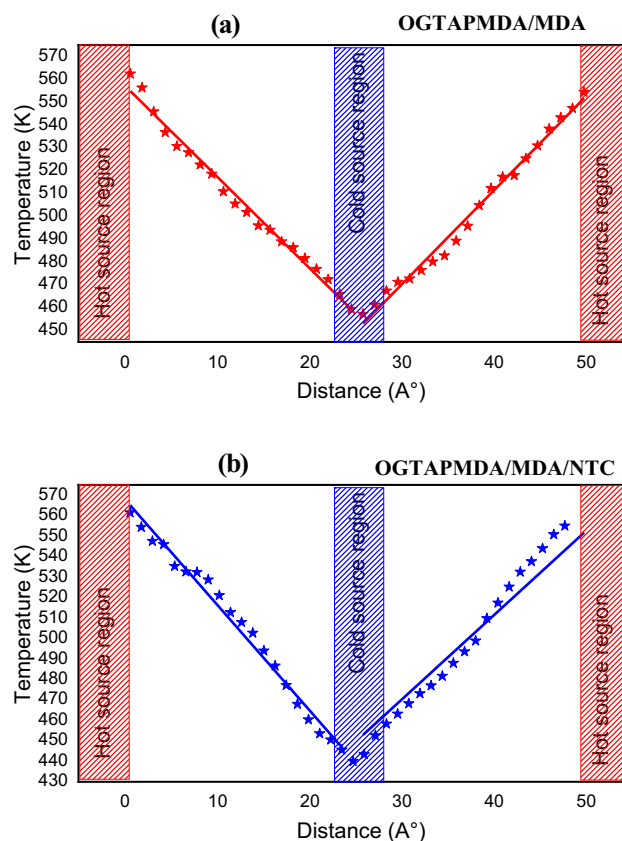 (a) OGTAPMDA/MDA
570
560
550
540
530
520
510
500
490
480
470
460
450
Temperature (K)
Hot source region
Cold source region
Hot source region
0 10 20 30 40 50
Distance (A°)
(b) OGTAPMDA/MDA/NTC
570
560
550
540
530
520
510
500
490
480
470
460
450
440
430
Temperature (K)
Hot source region
Cold source region
Hot source region
0 10 20 30 40 50
Distance (A°)